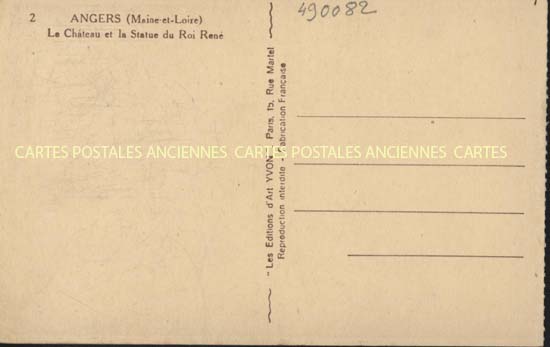 2 ANGERS (Maine-et-Loire)
Le Château et la Statue du Roi René
490082
"Les Editions d'Art YVON" Paris, 15, Rue Martel
Reproduction interdite - Fabrication Française
CARTES POSTALES ANCIENNES CARTES POSTALES ANCIENNES CARTES